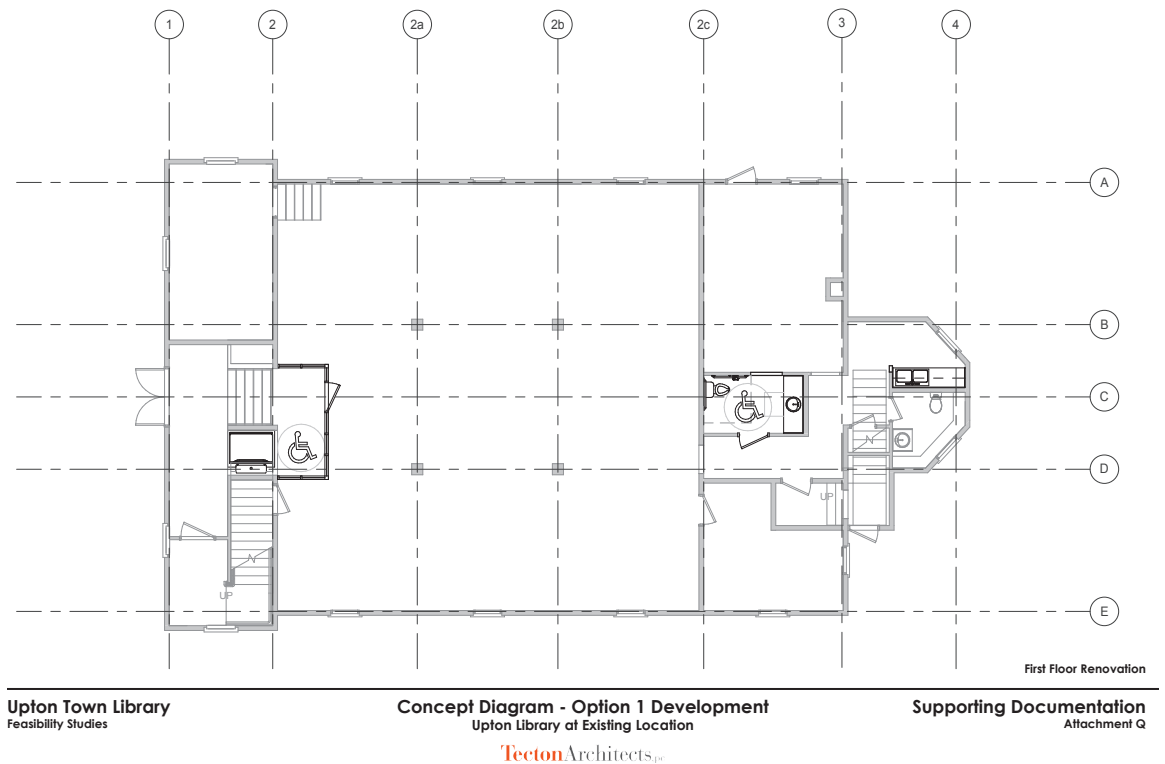 1 2 2a 2b 2c 3 4
A
B
C
D
UP
N
N
UP
E
First Floor Renovation
Upton Town Library
Feasibility Studies
Concept Diagram - Option 1 Development
Upton Library at Existing Location
Supporting Documentation
Attachment Q
TectonArchitects,pc